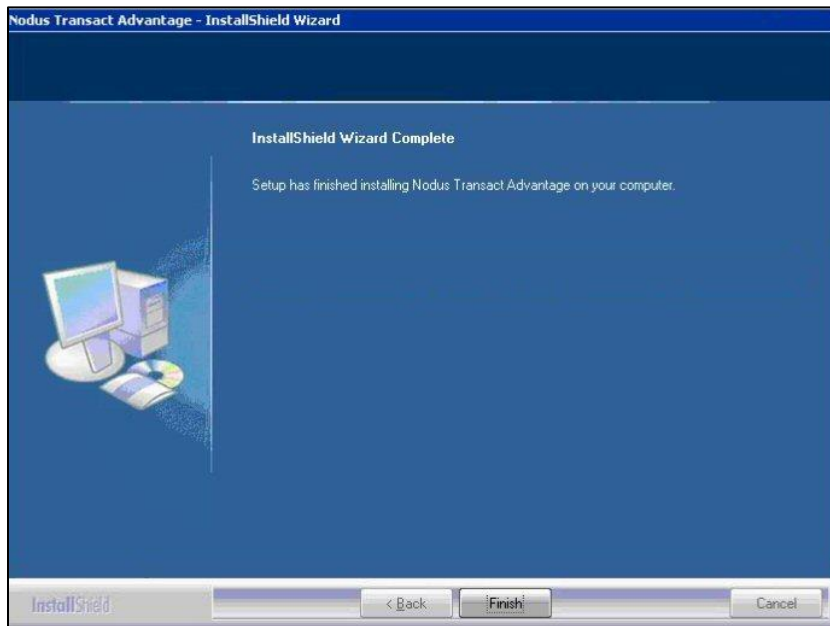 Nodus Transact Advantage - InstallShield Wizard
InstallShield Wizard Complete
Setup has finished installing Nodus Transact Advantage on your computer.
InstallShield
< Back
Finish
Cancel